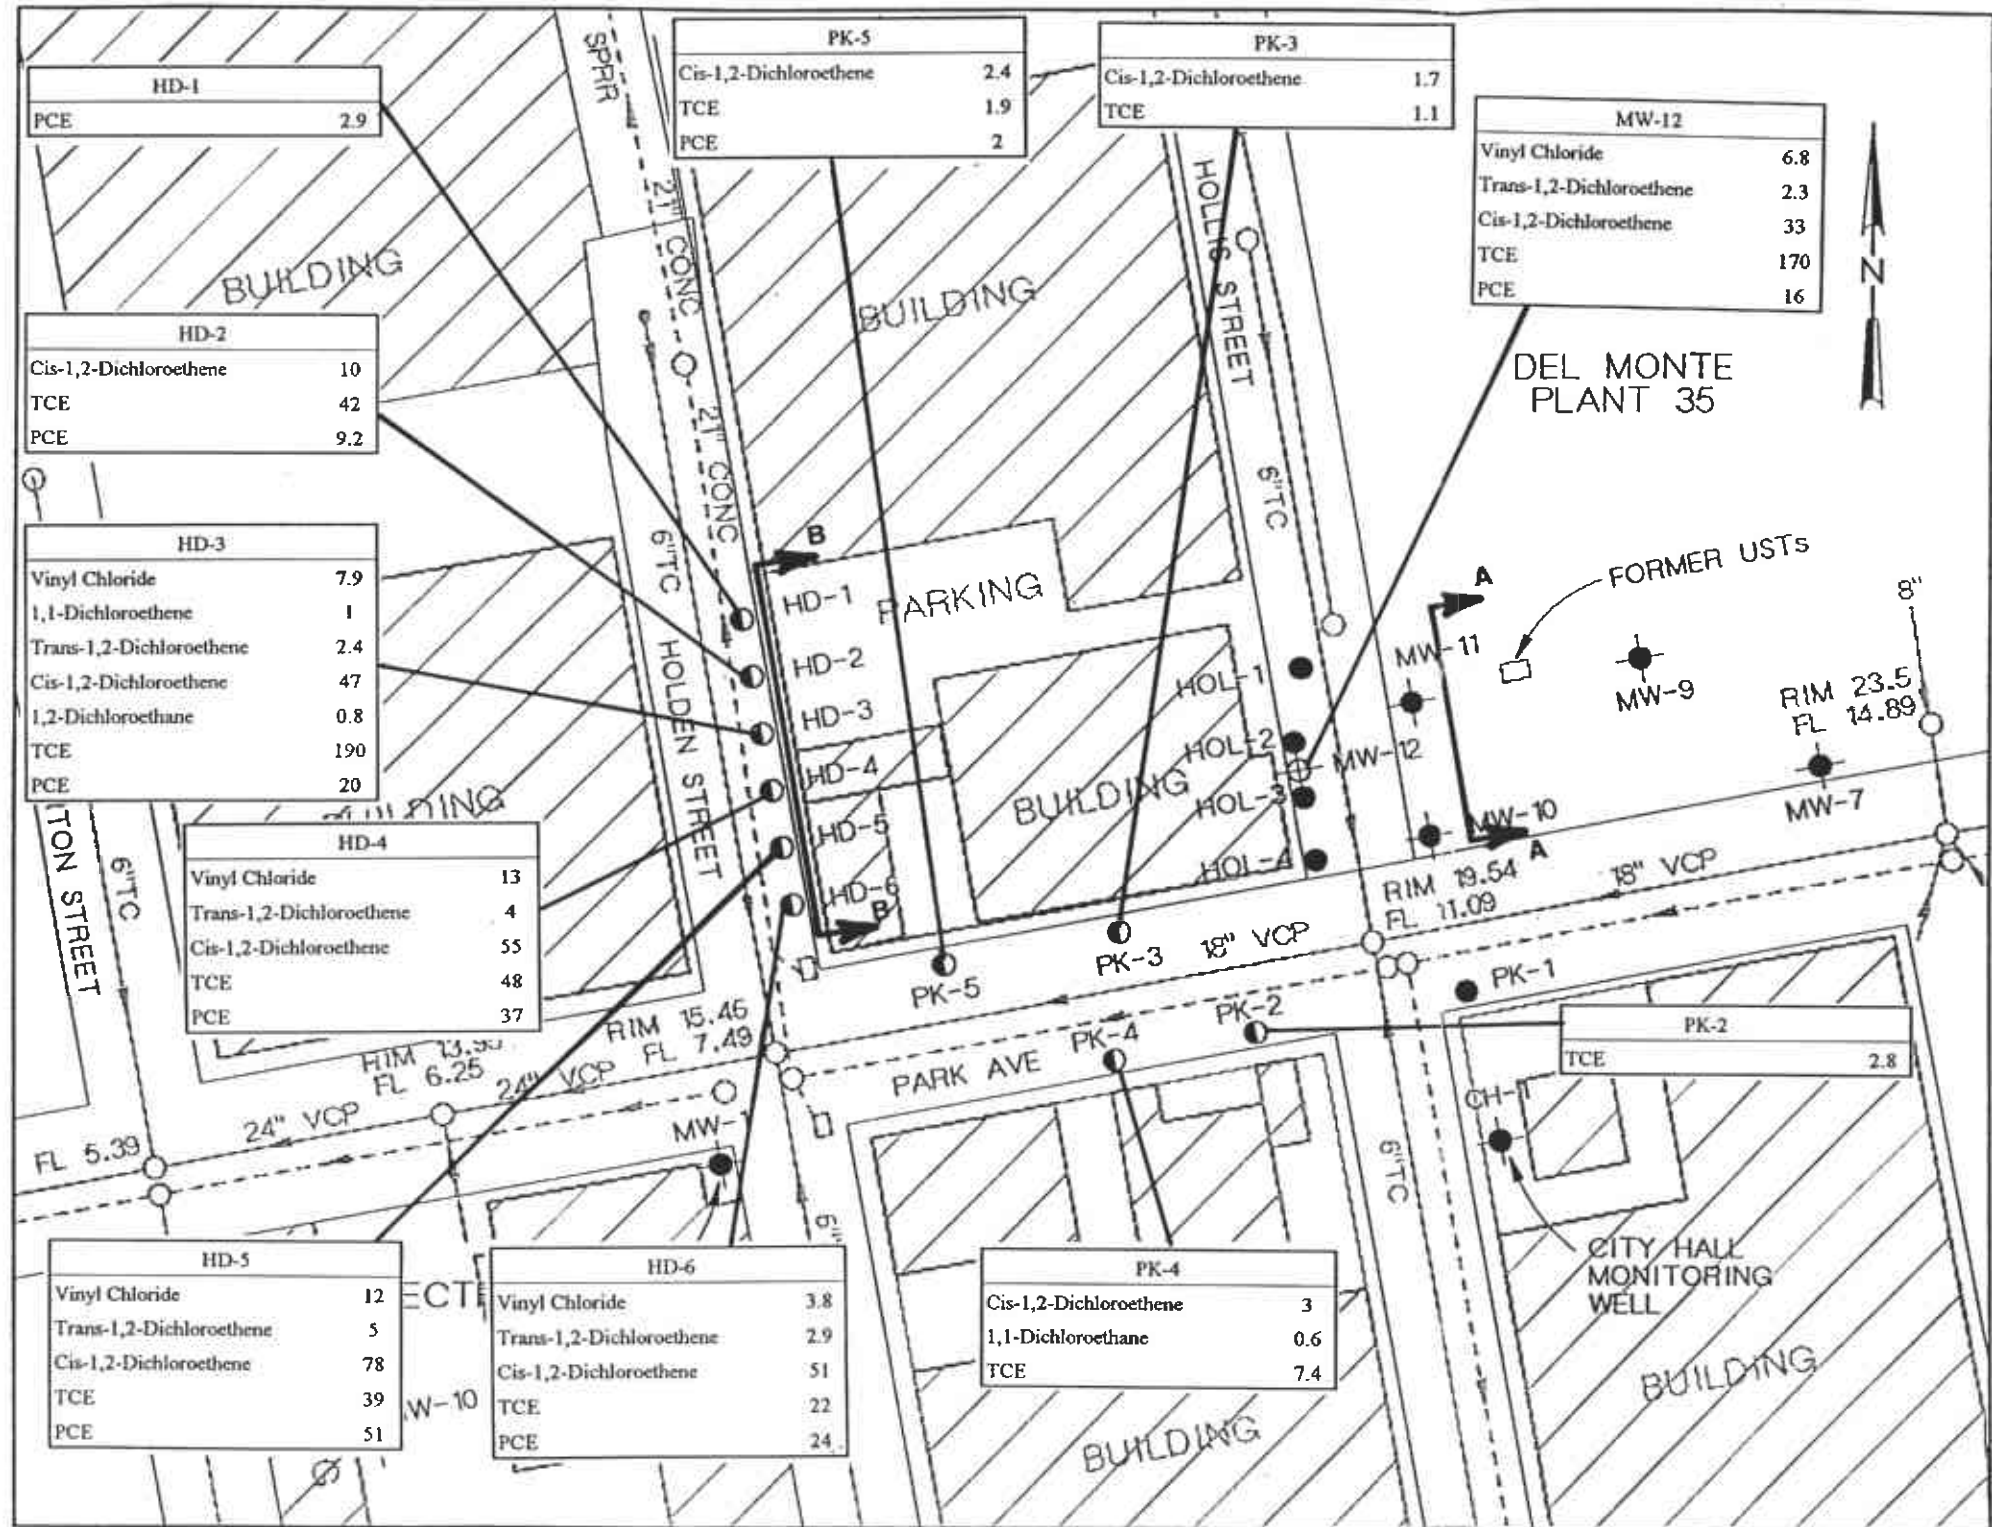 HD-1
PCE 2.9
PK-5
Cis-1,2-Dichloroethene 2.4
TCE 1.9
PCE 2
PK-3
Cis-1,2-Dichloroethene 1.7
TCE 1.1
MW-12
Vinyl Chloride 6.8
Trans-1,2-Dichloroethene 2.3
Cis-1,2-Dichloroethene 33
TCE 170
PCE 16
N
HD-2
Cis-1,2-Dichloroethene 10
TCE 42
PCE 9.2
HD-3
Vinyl Chloride 7.9
1,1-Dichloroethene 1
Trans-1,2-Dichloroethene 2.4
Cis-1,2-Dichloroethene 47
1,2-Dichloroethane 0.8
TCE 190
PCE 20
HD-4
Vinyl Chloride 13
Trans-1,2-Dichloroethene 4
Cis-1,2-Dichloroethene 55
TCE 48
PCE 37
HD-5
Vinyl Chloride 12
Trans-1,2-Dichloroethene 5
Cis-1,2-Dichloroethene 78
TCE 39
PCE 51
HD-6
Vinyl Chloride 3.8
Trans-1,2-Dichloroethene 2.9
Cis-1,2-Dichloroethene 51
TCE 22
PCE 24
PK-4
Cis-1,2-Dichloroethene 3
1,1-Dichloroethane 0.6
TCE 7.4
PK-2
TCE 2.8
SPRR
21" CONC
21" CONC
BUILDING
BUILDING
HOLLIS STREET
6"TC
DEL MONTE
PLANT 35
FORMER USTs
8"
B
HD-1
HD-2
HD-3
HD-4
HD-5
HD-6
B
PARKING
BUILDING
6"TC
HOLDEN STREET
HOL-1
HOL-2
HOL-3
HOL-4
MW-12
MW-11
A
MW-9
RIM 23.5
FL 14.89
MW-7
MW-10
A
RIM 19.54
FL 11.09
18" VCP
PK-3
18" VCP
PK-5
PK-1
PK-2
PK-4
PARK AVE
BUILDING
TON STREET
6"TC
RIM 15.46
FL 7.49
FL 6.25
24" VCP
24" VCP
FL 5.39
MW-
6"
ECT
W-10
6"TC
CH-1
CITY HALL
MONITORING
WELL
BUILDING
BUILDING